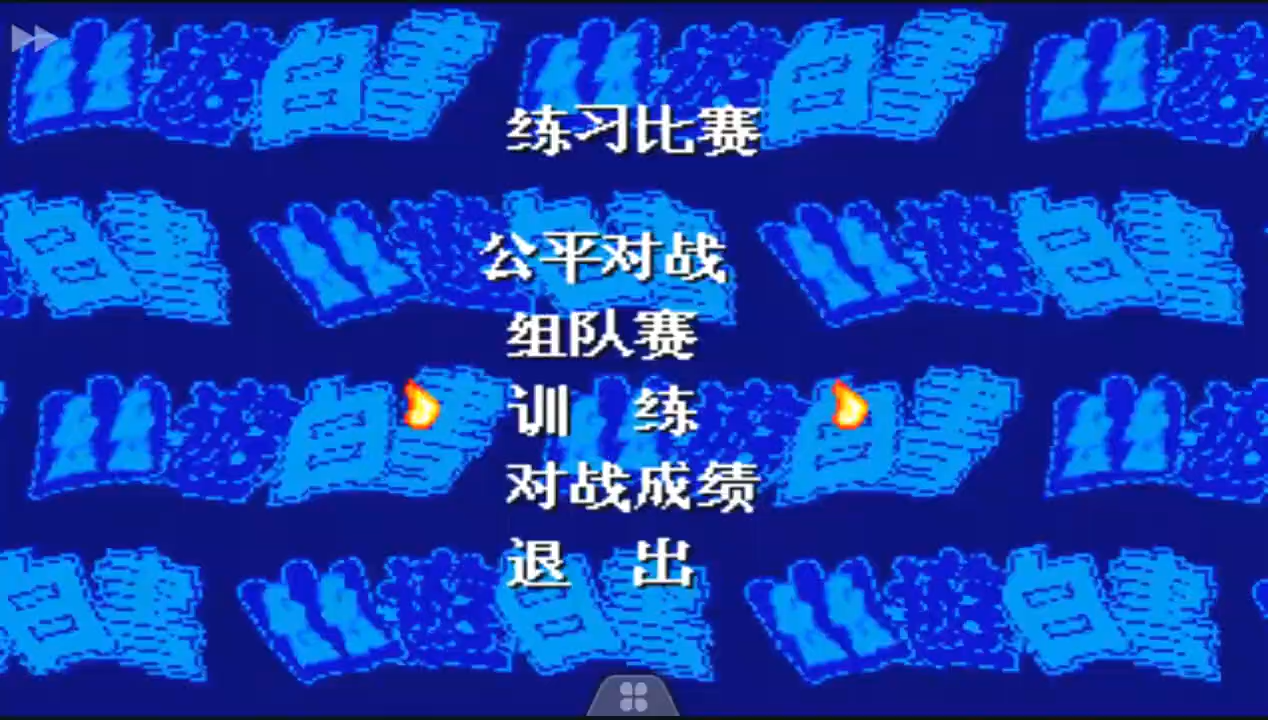 练习比赛
公平对战
组队赛
训 练
对战成绩
退 出